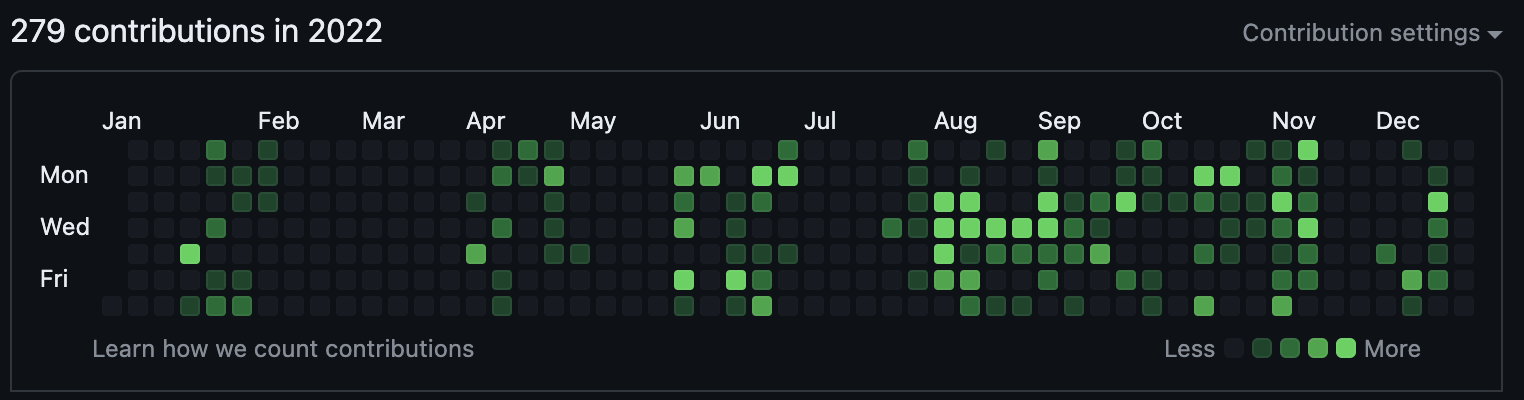 279 contributions in 2022
Contribution settings
Jan Feb Mar Apr May Jun Jul Aug Sep Oct Nov Dec
Mon
Wed
Fri
Learn how we count contributions
Less More